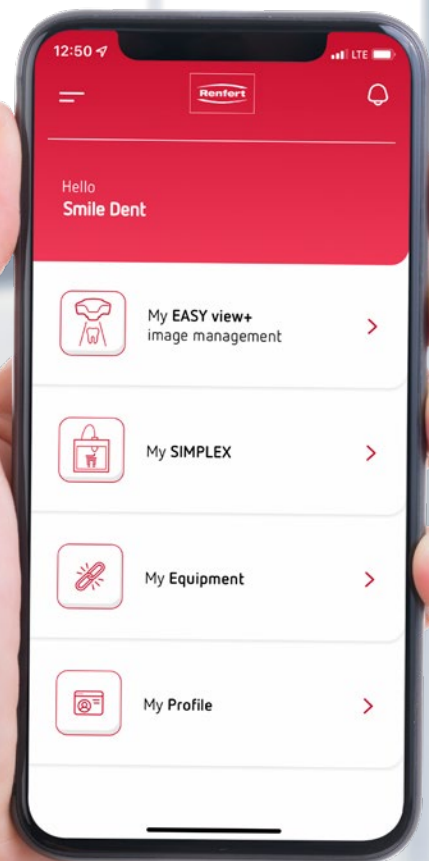 12:50
LTE
Renfert
Hello
Smile Dent
My EASY view+
image management
My SIMPLEX
My Equipment
My Profile